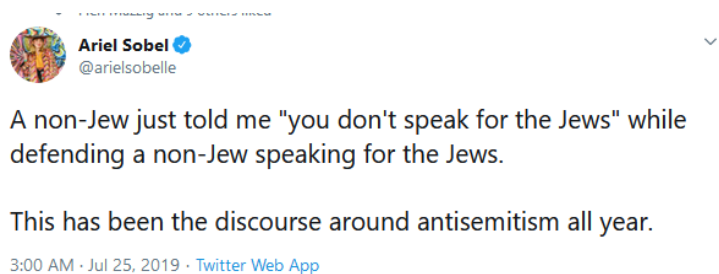 Ariel Sobel
@arielsobelle
A non-Jew just told me "you don't speak for the Jews" while
defending a non-Jew speaking for the Jews.
This has been the discourse around antisemitism all year.
3:00 AM · Jul 25, 2019 · Twitter Web App